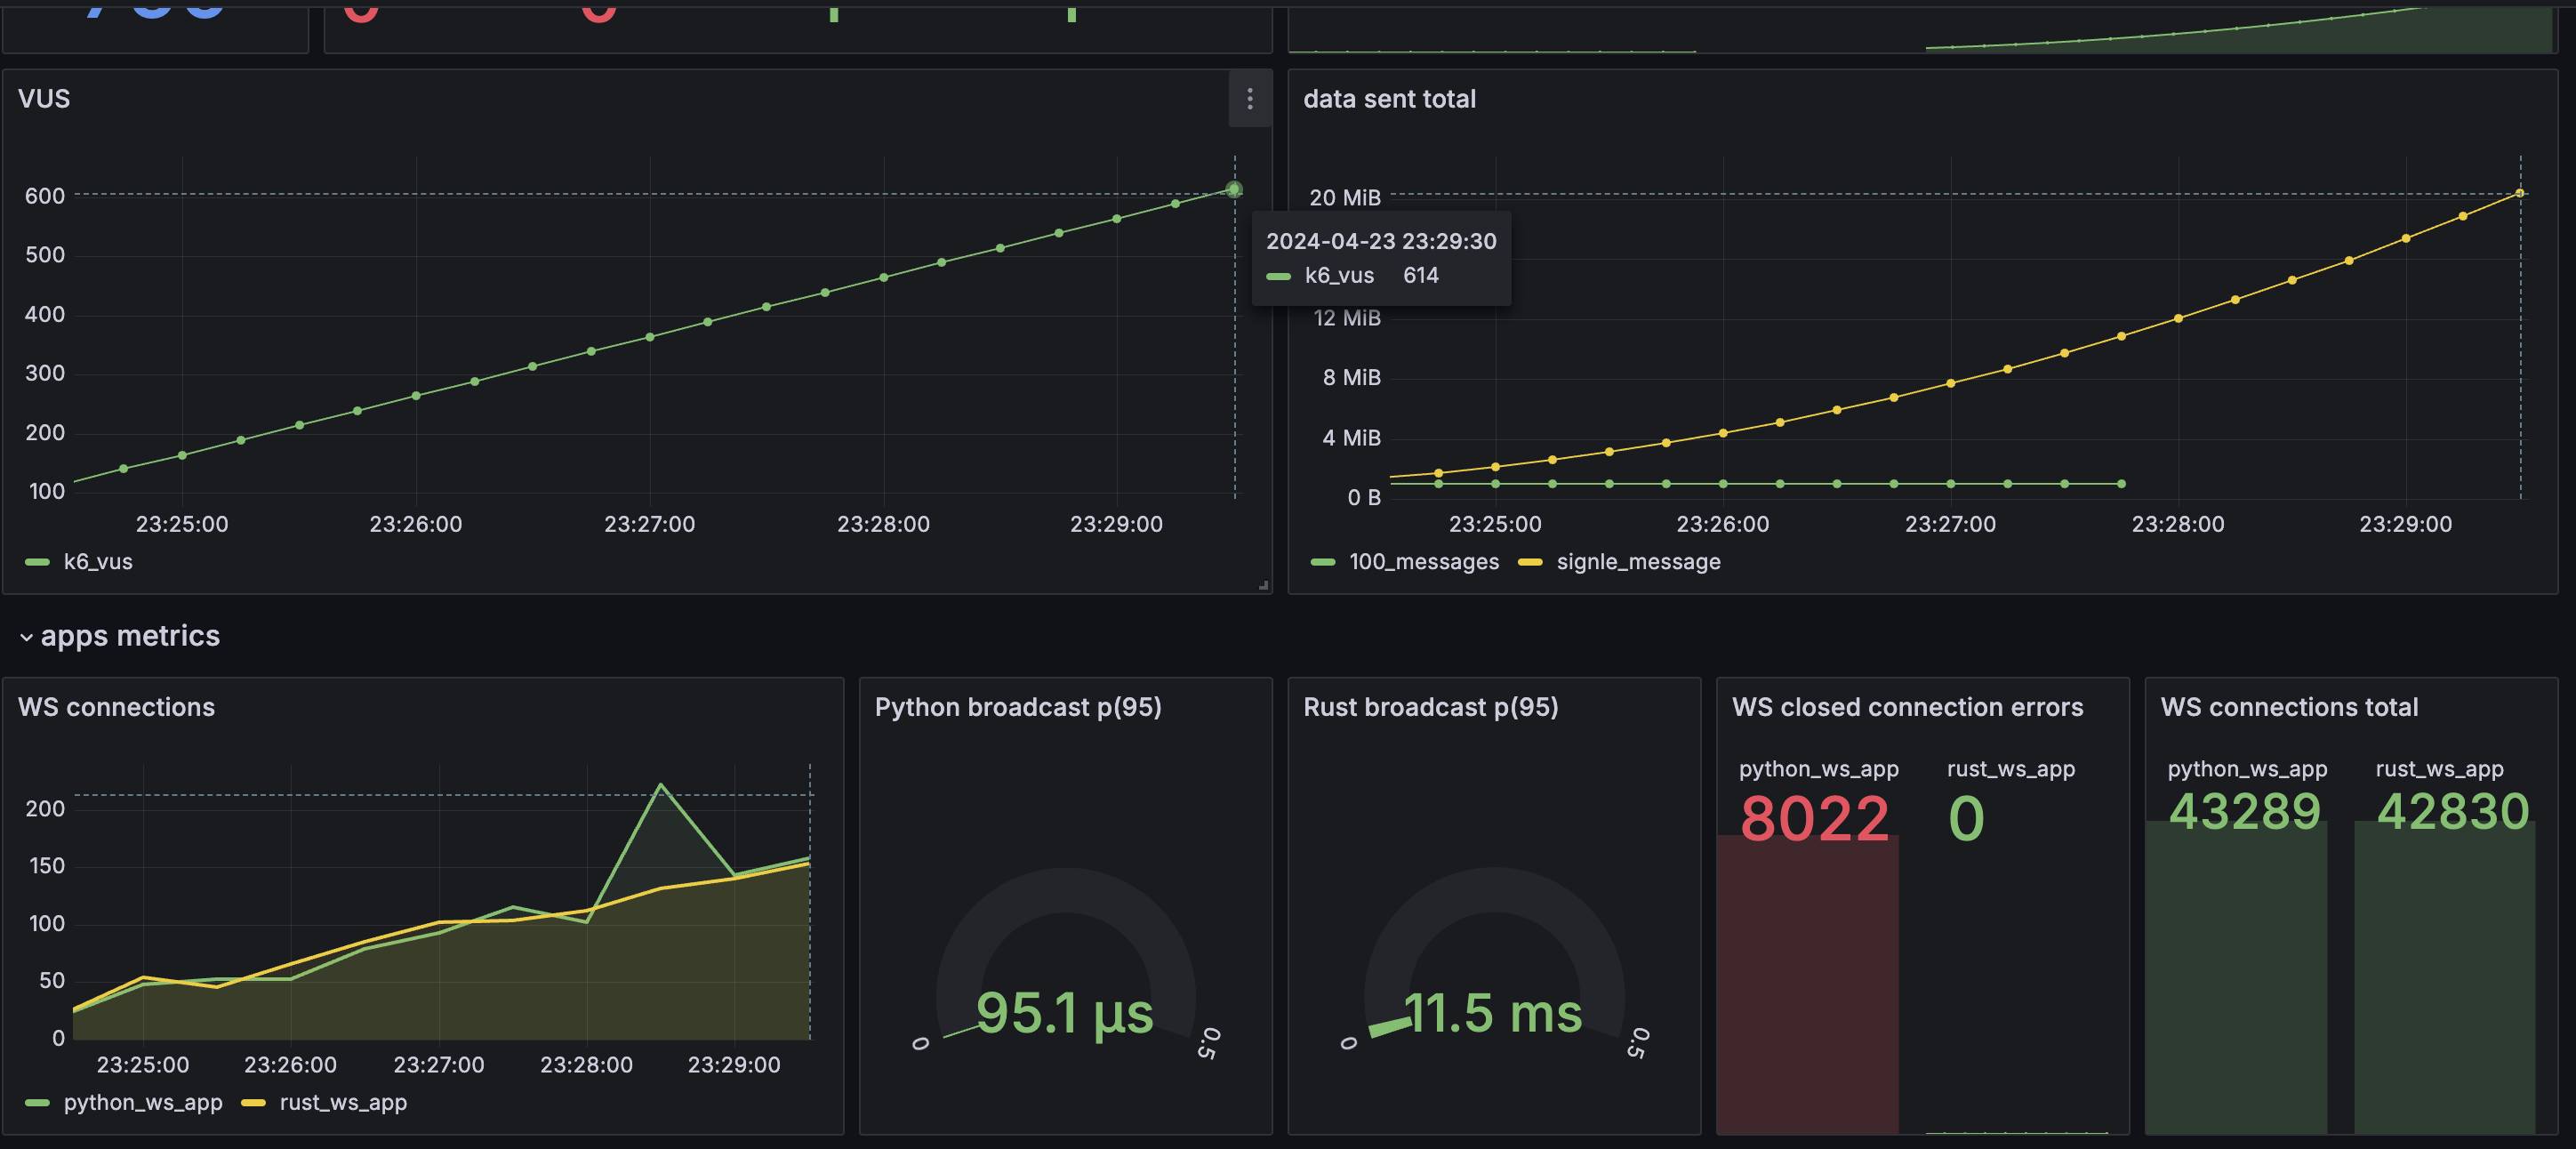 VUS
600
500
400
300
200
100
23:25:00 23:26:00 23:27:00 23:28:00 23:29:00
k6_vus
2024-04-23 23:29:30
k6_vus 614
data sent total
20 MiB
12 MiB
8 MiB
4 MiB
0 B
23:25:00 23:26:00 23:27:00 23:28:00 23:29:00
100_messages signle_message
apps metrics
WS connections
200
150
100
50
0
23:25:00 23:26:00 23:27:00 23:28:00 23:29:00
python_ws_app rust_ws_app
Python broadcast p(95)
95.1 µs
0 0.5
Rust broadcast p(95)
11.5 ms
0 0.5
WS closed connection errors
python_ws_app rust_ws_app
8022 0
WS connections total
python_ws_app rust_ws_app
43289 42830